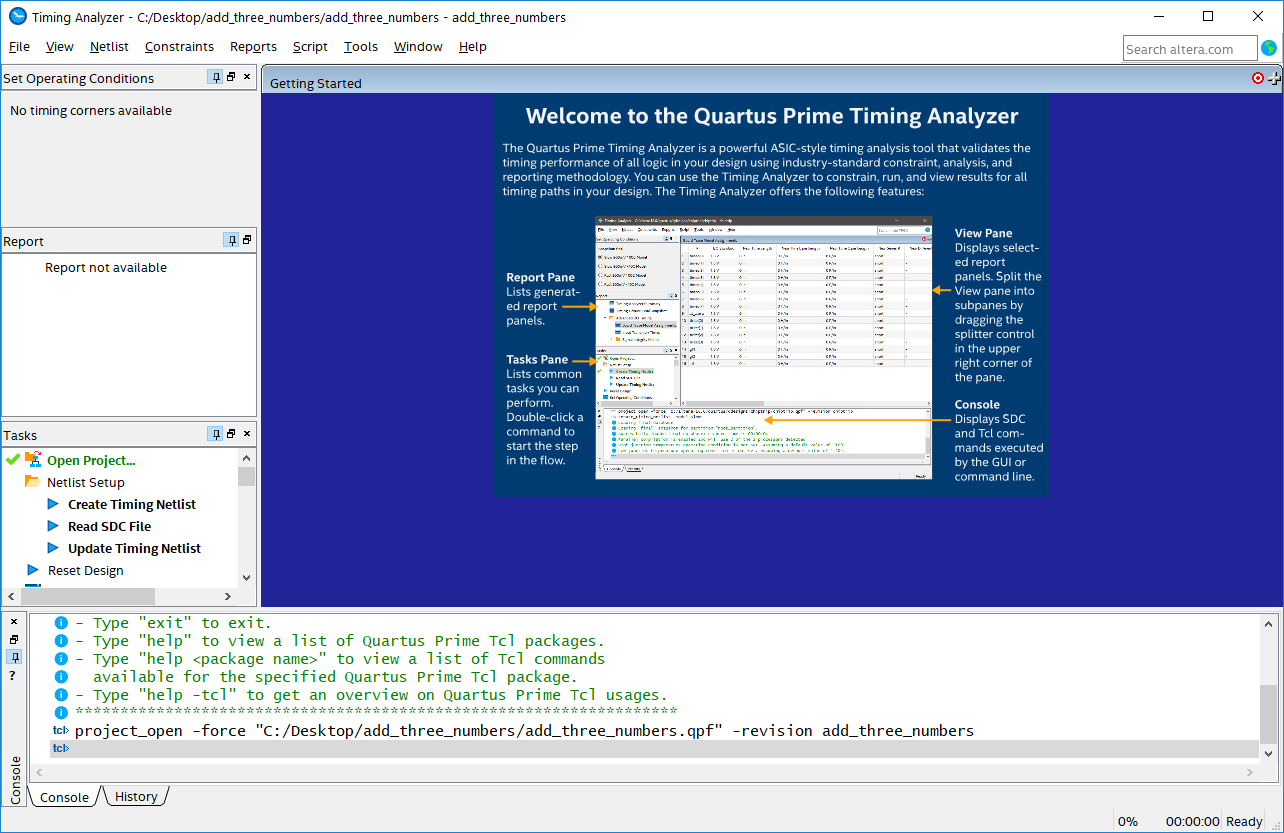 Timing Analyzer - C:/Desktop/add_three_numbers/add_three_numbers - add_three_numbers
File View Netlist Constraints Reports Script Tools Window Help
Search altera.com
Set Operating Conditions
No timing corners available
Report
Report not available
Tasks
Open Project...
Netlist Setup
Create Timing Netlist
Read SDC File
Update Timing Netlist
Reset Design
Getting Started
Welcome to the Quartus Prime Timing Analyzer
The Quartus Prime Timing Analyzer is a powerful ASIC-style timing analysis tool that validates the
timing performance of all logic in your design using industry-standard constraint, analysis, and
reporting methodology. You can use the Timing Analyzer to constrain, run, and view results for all
timing paths in your design. The Timing Analyzer offers the following features:
Report Pane
Lists generat-
ed report
panels.
Tasks Pane
Lists common
tasks you can
perform.
Double-click a
command to
start the step
in the flow.
View Pane
Displays select-
ed report
panels. Split the
View pane into
subpanes by
dragging the
splitter control
in the upper
right corner of
the pane.
Console
Displays SDC
and Tcl com-
mands executed
by the GUI or
command line.
- Type "exit" to exit.
- Type "help" to view a list of Quartus Prime Tcl packages.
- Type "help <package name>" to view a list of Tcl commands
available for the specified Quartus Prime Tcl package.
- Type "help -tcl" to get an overview on Quartus Prime Tcl usages.
*******************************************************************
tcl> project_open -force "C:/Desktop/add_three_numbers/add_three_numbers.qpf" -revision add_three_numbers
tcl>
Console
Console History
0% 00:00:00 Ready